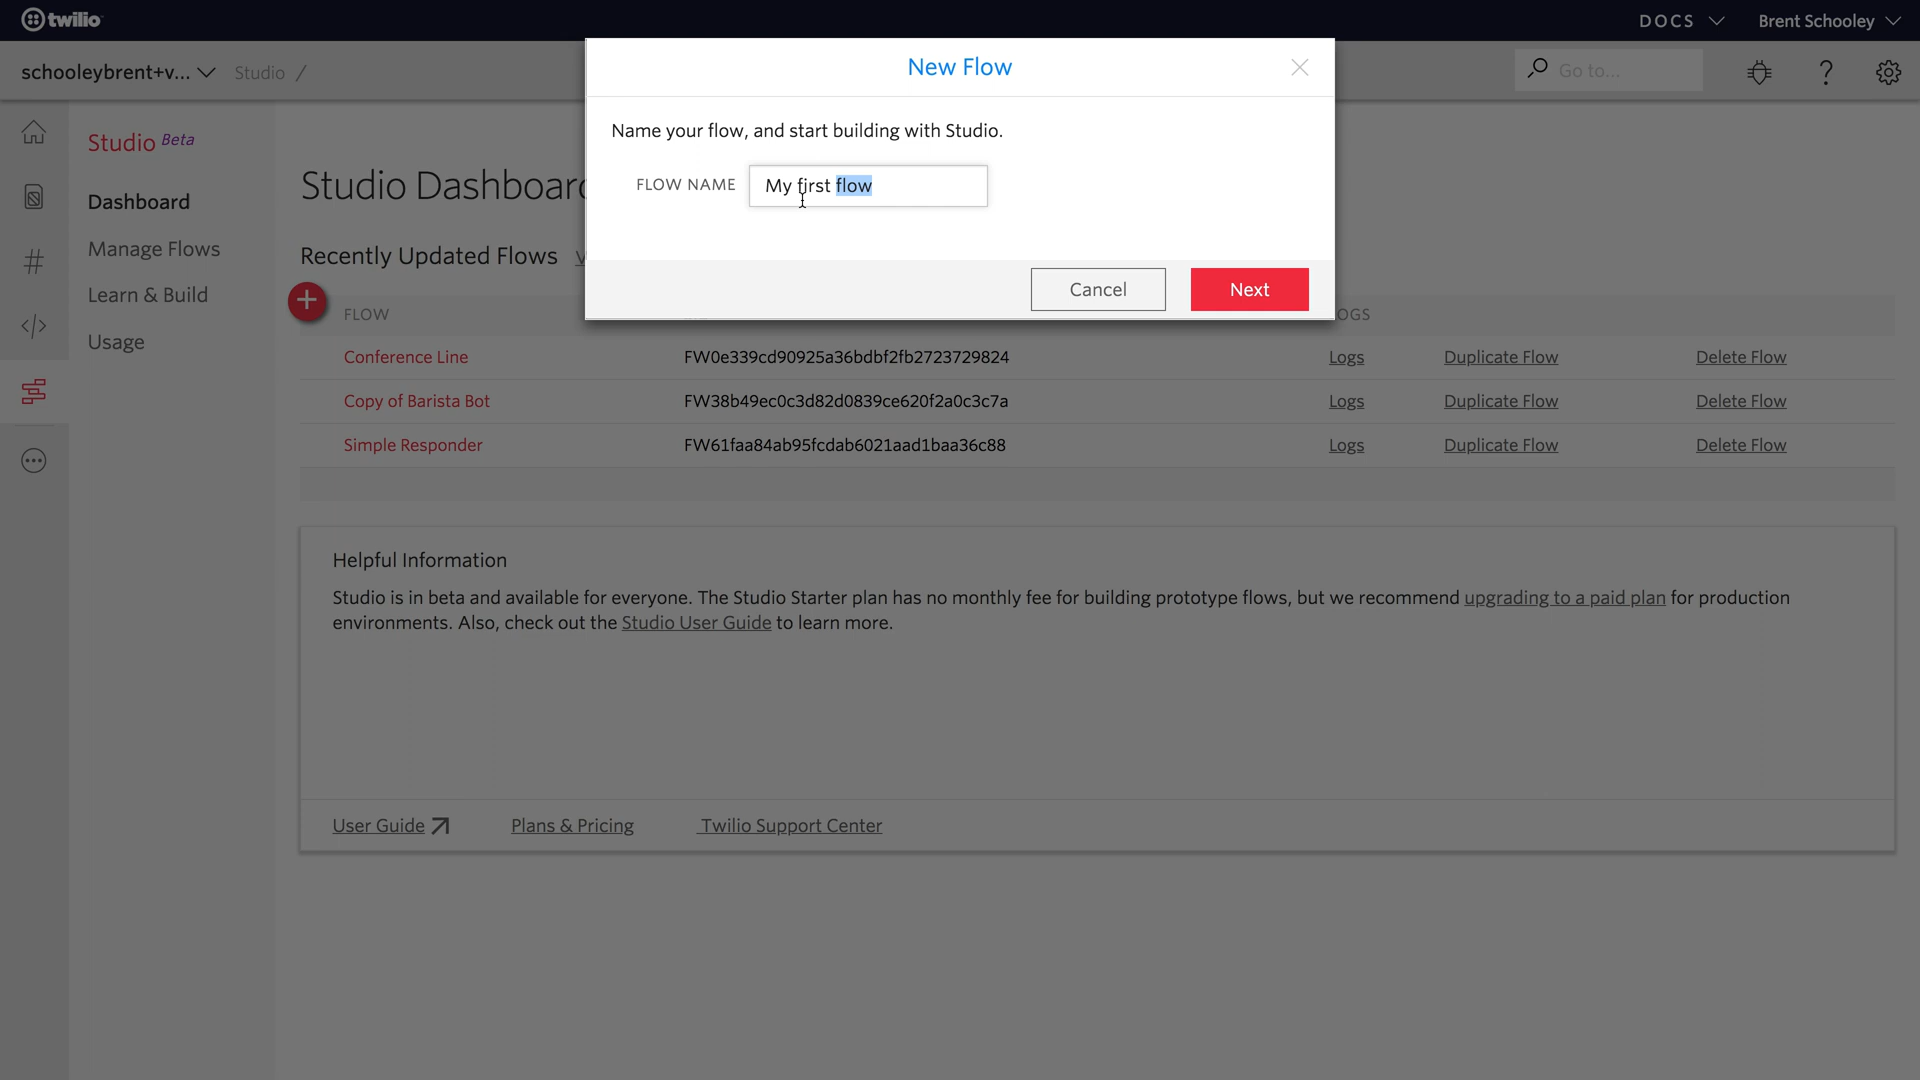 twilio
DOCS
Brent Schooley
schooleybrent+v...
Studio /
Go to...
New Flow
Name your flow, and start building with Studio.
FLOW NAME
My first flow
Cancel
Next
Studio Beta
Dashboard
Manage Flows
Learn & Build
Usage
Studio Dashboard
Recently Updated Flows
FLOW
OGS
Conference Line FW0e339cd90925a36bdbf2fb2723729824 Logs Duplicate Flow Delete Flow
Copy of Barista Bot FW38b49ec0c3d82d0839ce620f2a0c3c7a Logs Duplicate Flow Delete Flow
Simple Responder FW61faa84ab95fcdab6021aad1baa36c88 Logs Duplicate Flow Delete Flow
Helpful Information
Studio is in beta and available for everyone. The Studio Starter plan has no monthly fee for building prototype flows, but we recommend upgrading to a paid plan for production
environments. Also, check out the Studio User Guide to learn more.
User Guide Plans & Pricing Twilio Support Center